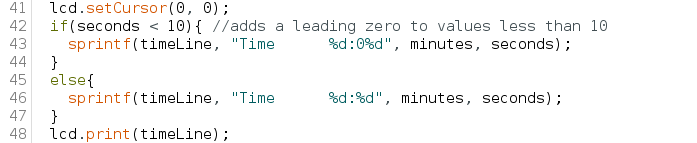 41 lcd.setCursor(0, 0);
42 if(seconds < 10){ //adds a leading zero to values less than 10
43   sprintf(timeLine, "Time      %d:0%d", minutes, seconds);
44 }
45 else{
46   sprintf(timeLine, "Time      %d:%d", minutes, seconds);
47 }
48 lcd.print(timeLine);